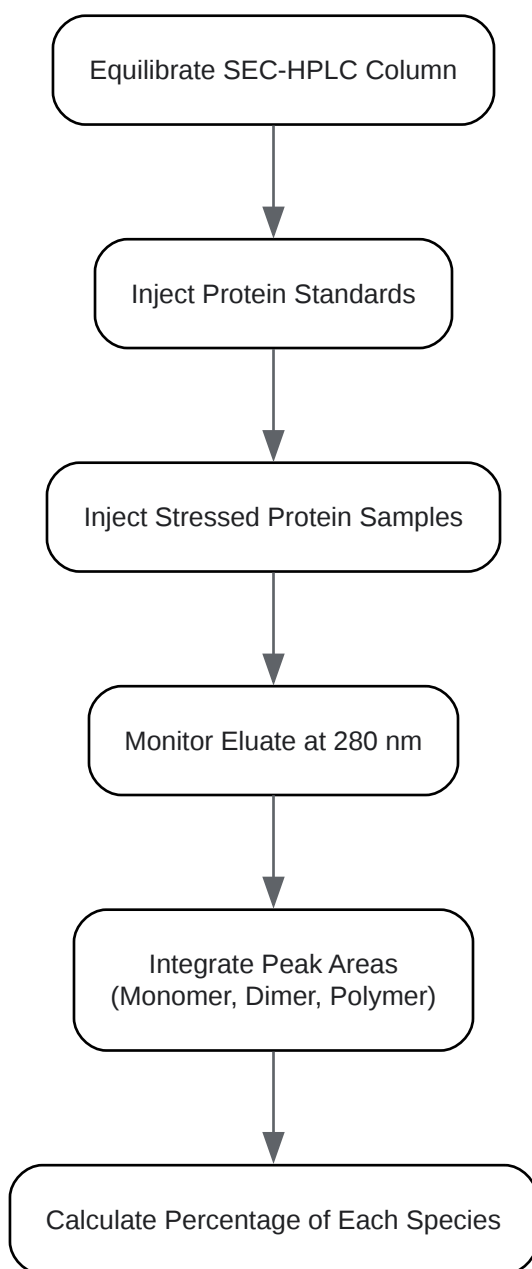 Equilibrate SEC-HPLC Column
Inject Protein Standards
Inject Stressed Protein Samples
Monitor Eluate at 280 nm
Integrate Peak Areas
(Monomer, Dimer, Polymer)
Calculate Percentage of Each Species